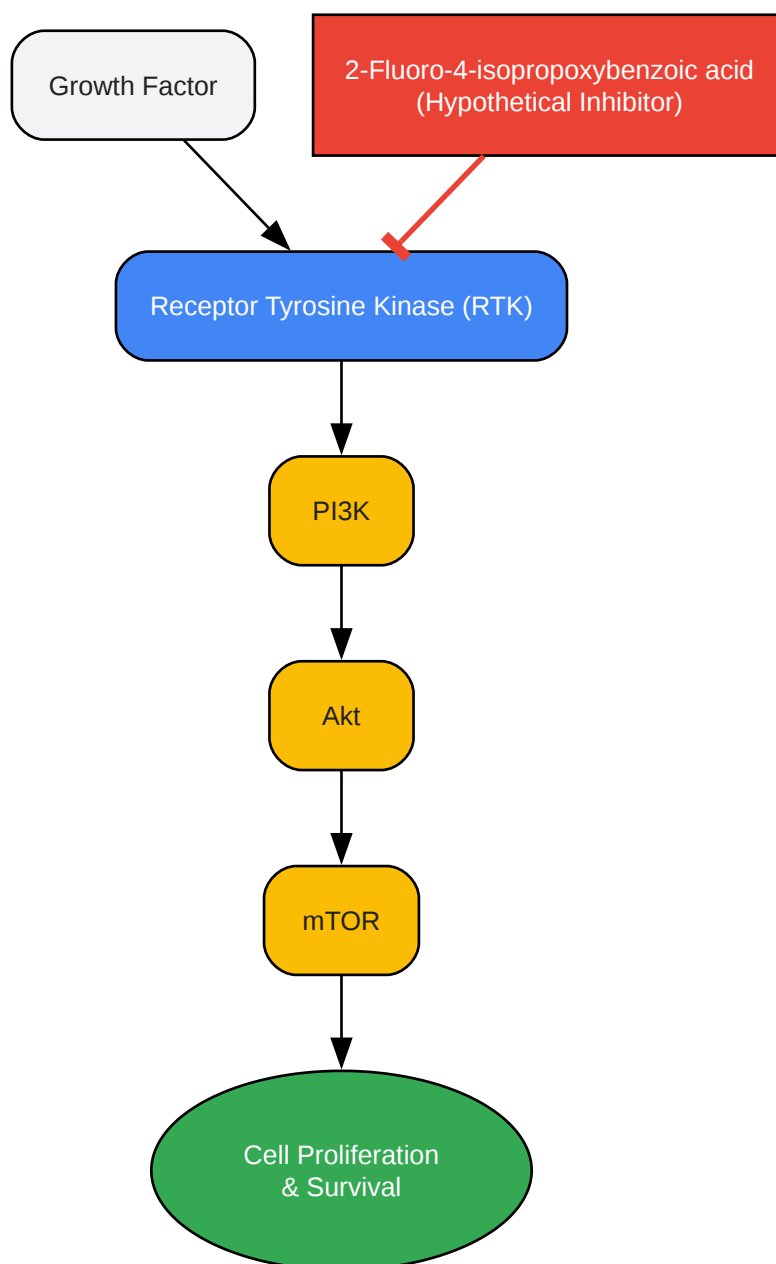 Growth Factor
2-Fluoro-4-isopropoxybenzoic acid
(Hypothetical Inhibitor)
Receptor Tyrosine Kinase (RTK)
PI3K
Akt
mTOR
Cell Proliferation
& Survival